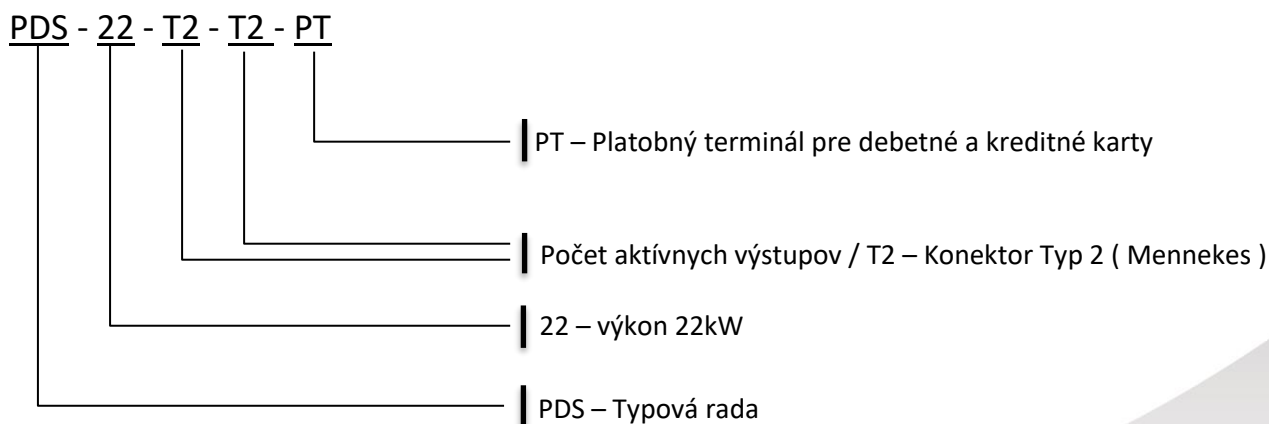 PDS - 22 - T2 - T2 - PT
PT – Platobný terminál pre debetné a kreditné karty
Počet aktívnych výstupov / T2 – Konektor Typ 2 ( Mennekes )
22 – výkon 22kW
PDS – Typová rada